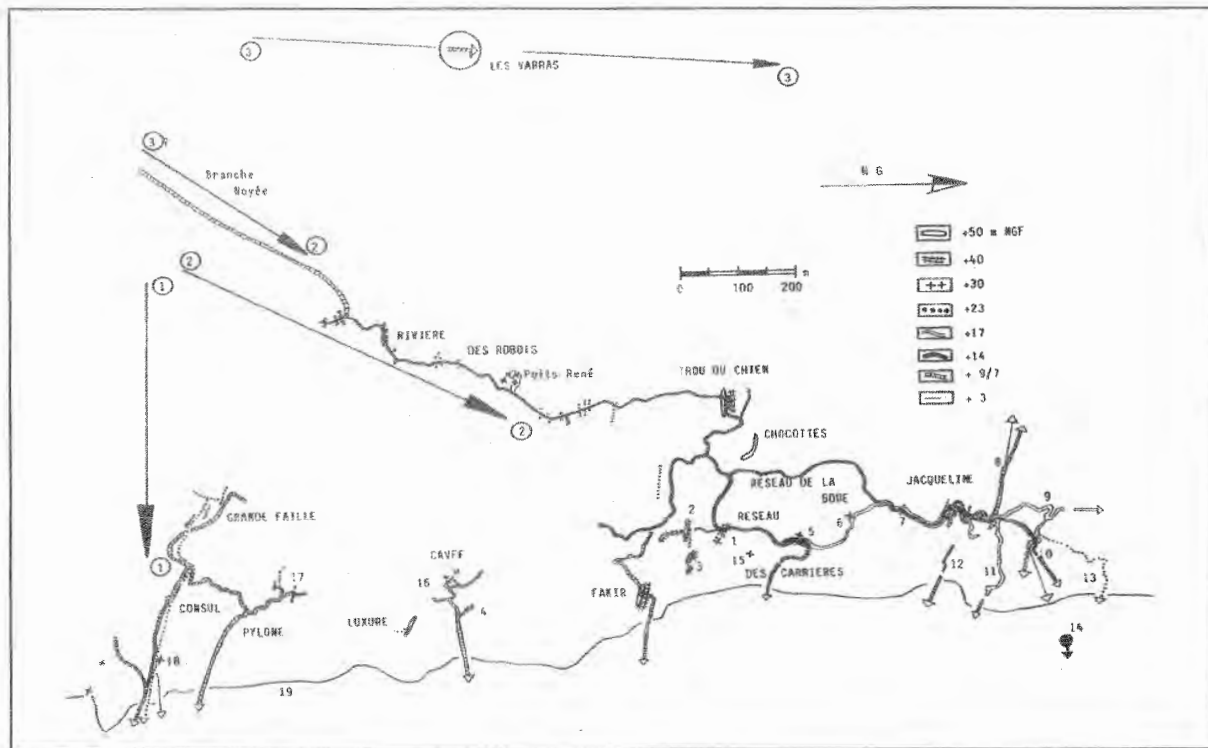 3
3
LES VARRAS
3
Branche
Noyée
N G
2
2
1
+50 m NGF
+40
+30
+23
+17
+14
+ 9/7
+ 3
m
0 100 200
RIVIERE
DES ROBOIS
Puits René
TROU DU CHIEN
2
CHOCOTTES
RESEAU DE LA
BOUE
JACQUELINE
8
9
GRANDE FAILLE
2
RESEAU
1
5
6
7
15
3
DES CARRIERES
CAVFF
16
17
4
1
CONSUL
PYLONE
LUXURE
FAKIR
12
11
13
14
18
19